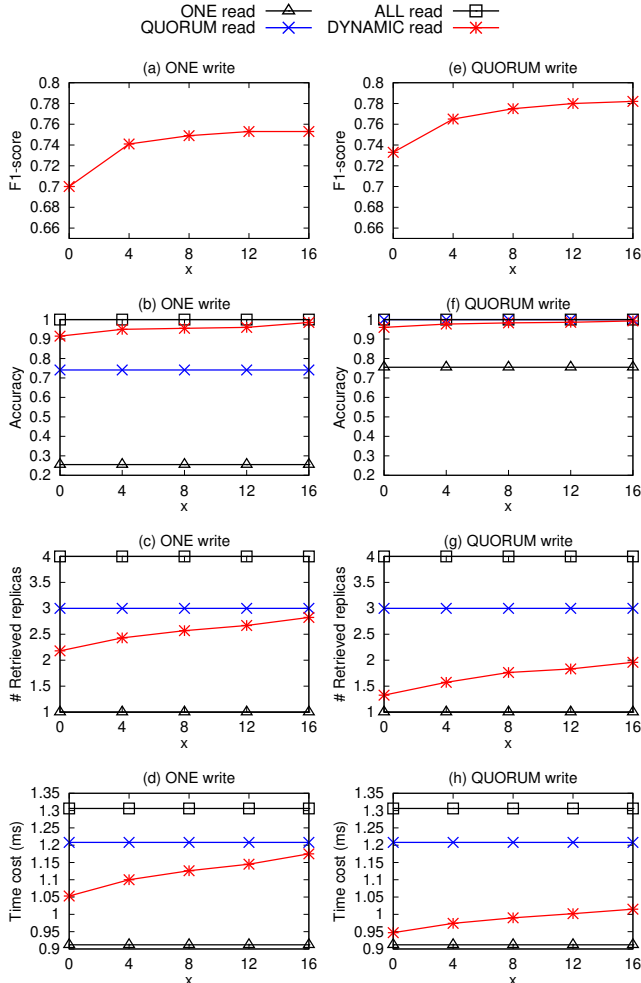 ONE read ALL read
QUORUM read DYNAMIC read
(a) ONE write
0.8
0.78
0.76
0.74
0.72
0.7
0.68
0.66
F1-score
0 4 8 12 16
x
(e) QUORUM write
0.8
0.78
0.76
0.74
0.72
0.7
0.68
0.66
F1-score
0 4 8 12 16
x
(b) ONE write
1
0.9
0.8
0.7
0.6
0.5
0.4
0.3
0.2
Accuracy
0 4 8 12 16
x
(f) QUORUM write
1
0.9
0.8
0.7
0.6
0.5
0.4
0.3
0.2
Accuracy
0 4 8 12 16
x
(c) ONE write
4
3.5
3
2.5
2
1.5
1
# Retrieved replicas
0 4 8 12 16
x
(g) QUORUM write
4
3.5
3
2.5
2
1.5
1
# Retrieved replicas
0 4 8 12 16
x
(d) ONE write
1.35
1.3
1.25
1.2
1.15
1.1
1.05
1
0.95
0.9
TIme cost (ms)
0 4 8 12 16
x
(h) QUORUM write
1.35
1.3
1.25
1.2
1.15
1.1
1.05
1
0.95
0.9
TIme cost (ms)
0 4 8 12 16
x